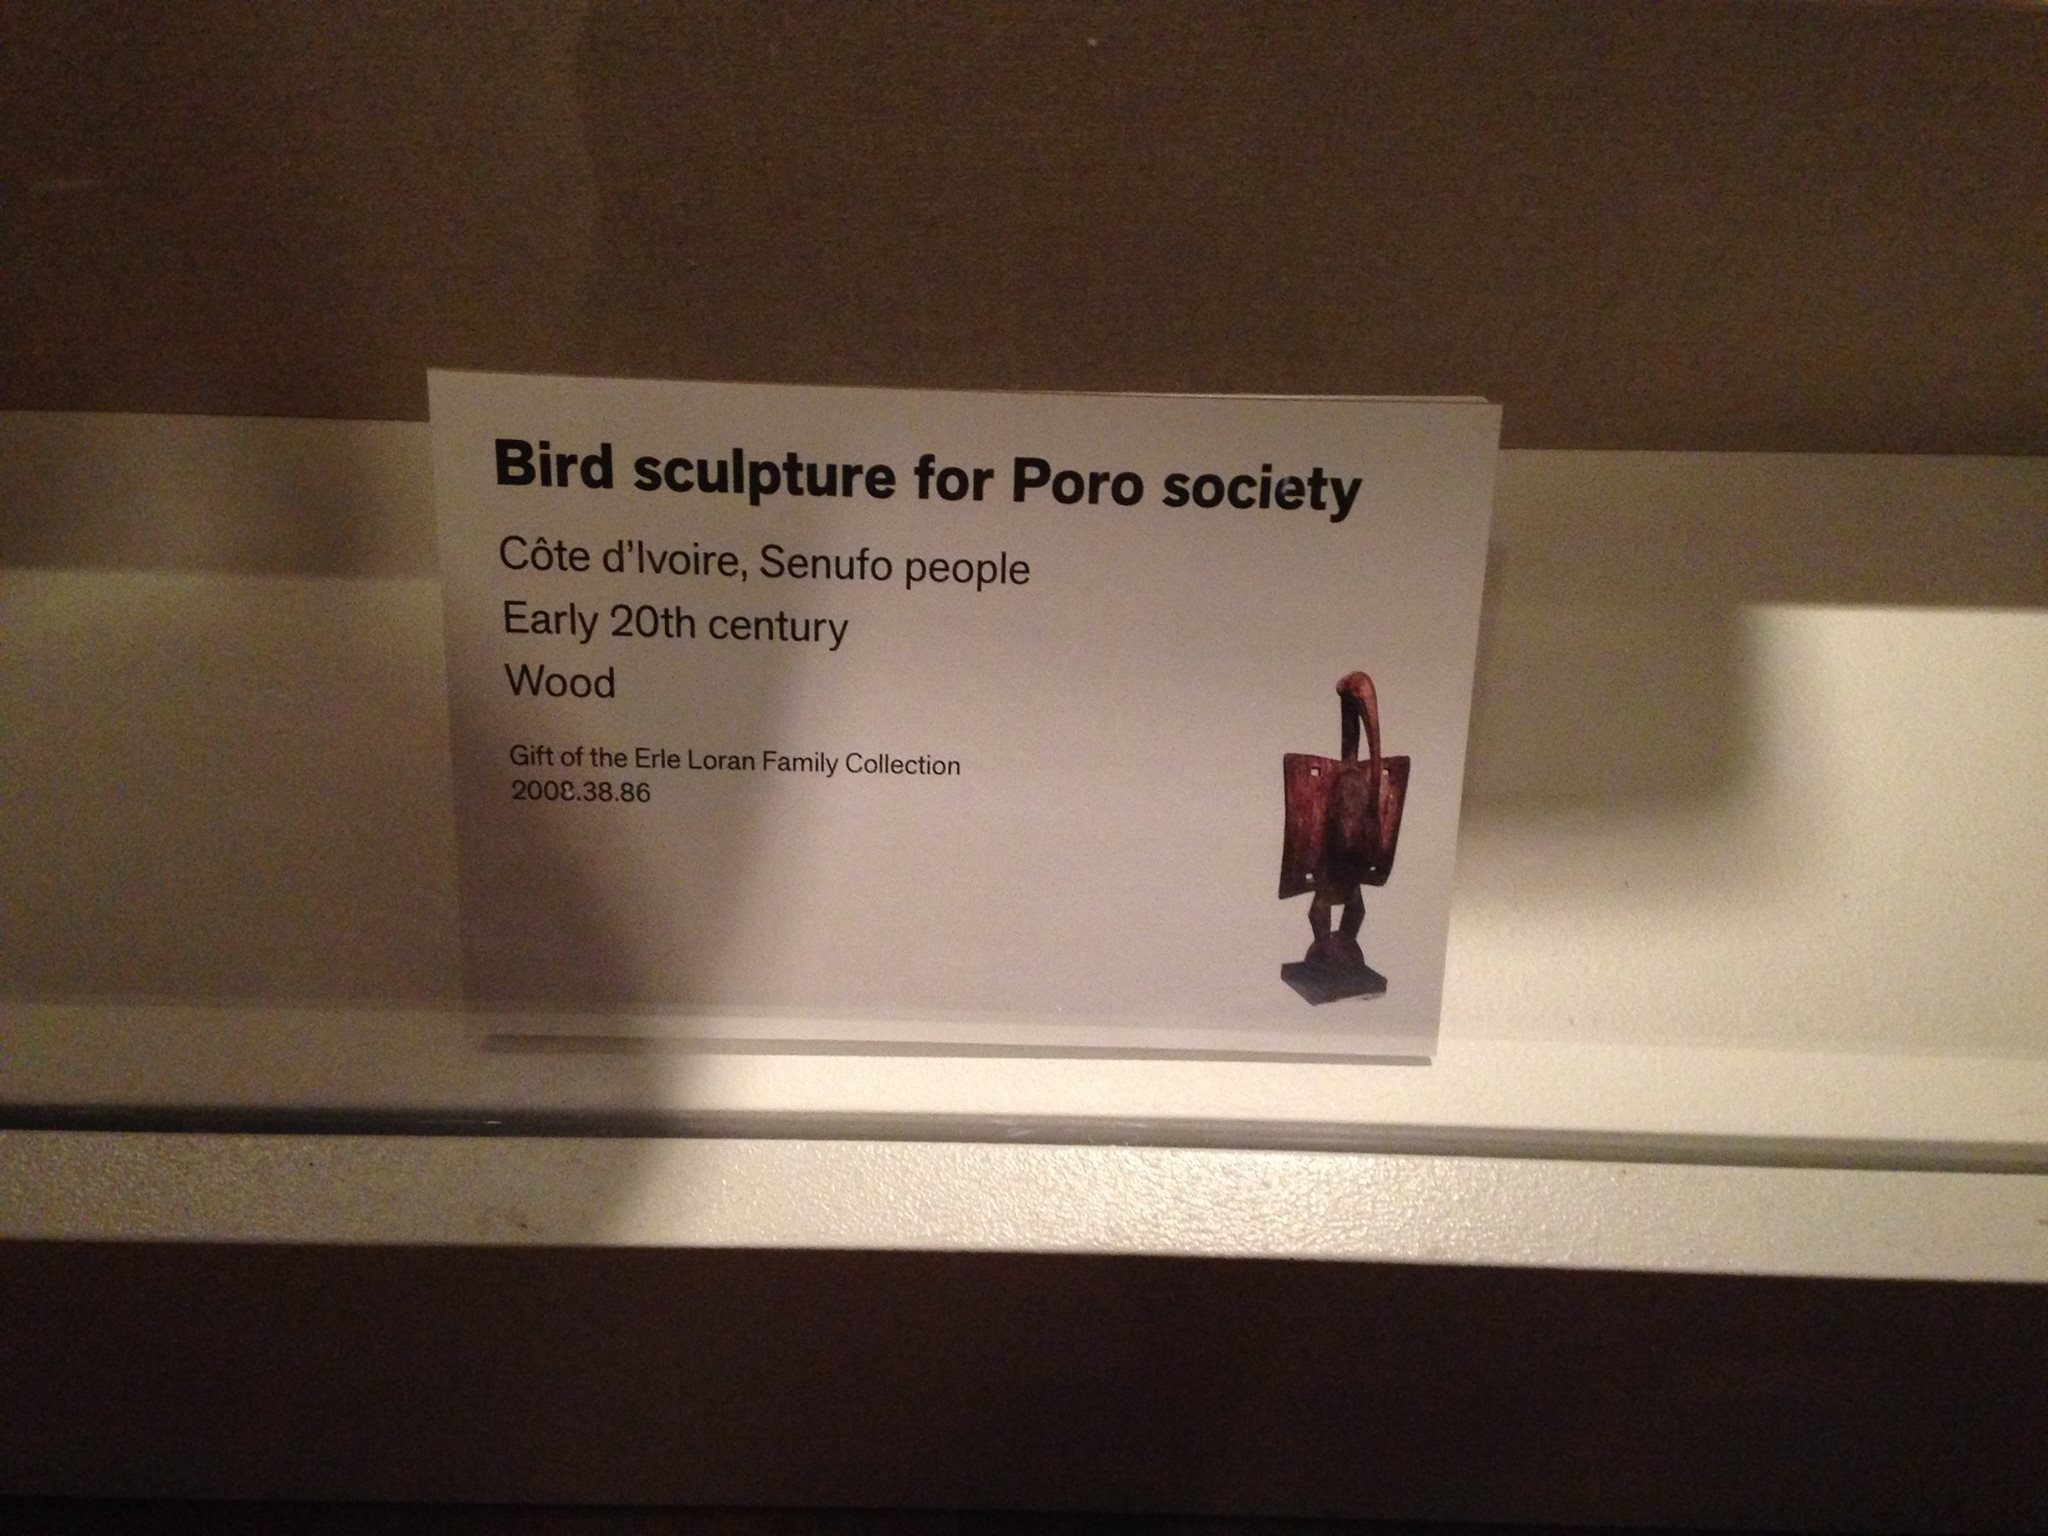 Bird sculpture for Poro society
Côte d'Ivoire, Senufo people
Early 20th century
Wood
Gift of the Erle Loran Family Collection
2008.38.86